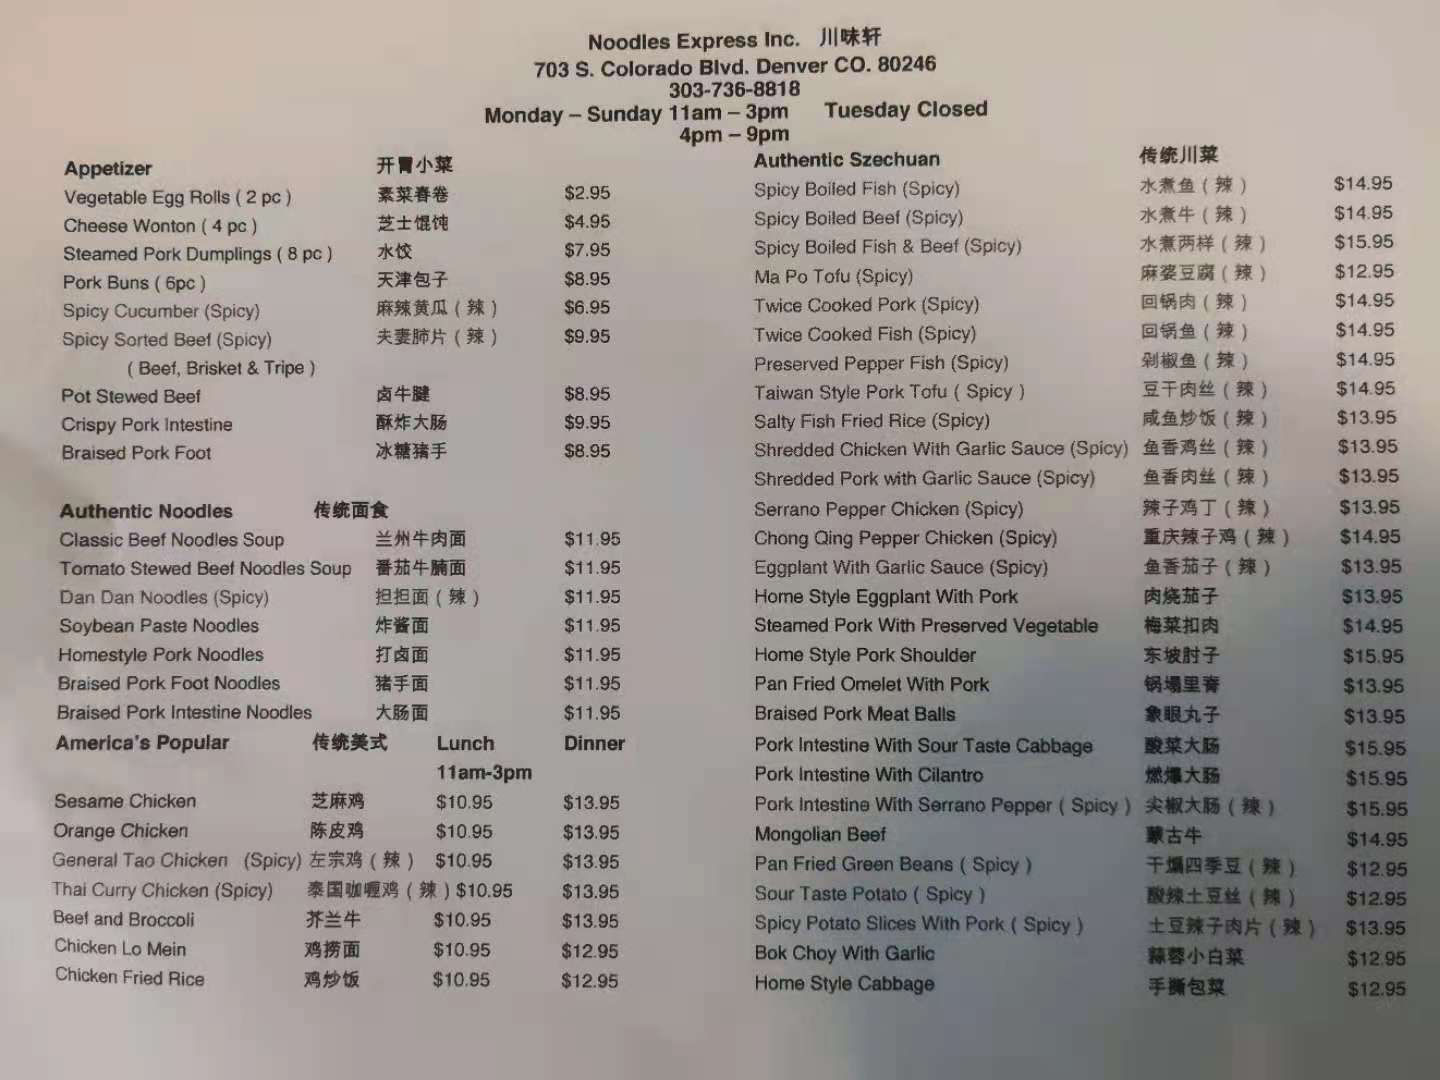 Noodles Express Inc. 川味轩
703 S. Colorado Blvd. Denver CO. 80246
303-736-8818
Monday – Sunday 11am – 3pm Tuesday Closed
4pm – 9pm
Appetizer 开胃小菜
Vegetable Egg Rolls ( 2 pc ) 素菜春卷 $2.95
Cheese Wonton ( 4 pc ) 芝士馄饨 $4.95
Steamed Pork Dumplings ( 8 pc ) 水饺 $7.95
Pork Buns ( 6pc ) 天津包子 $8.95
Spicy Cucumber (Spicy) 麻辣黄瓜 ( 辣 ) $6.95
Spicy Sorted Beef (Spicy) 夫妻肺片 ( 辣 ) $9.95
( Beef, Brisket & Tripe )
Pot Stewed Beef 卤牛腱 $8.95
Crispy Pork Intestine 酥炸大肠 $9.95
Braised Pork Foot 冰糖猪手 $8.95
Authentic Noodles 传统面食
Classic Beef Noodles Soup 兰州牛肉面 $11.95
Tomato Stewed Beef Noodles Soup 番茄牛腩面 $11.95
Dan Dan Noodles (Spicy) 担担面 ( 辣 ) $11.95
Soybean Paste Noodles 炸酱面 $11.95
Homestyle Pork Noodles 打卤面 $11.95
Braised Pork Foot Noodles 猪手面 $11.95
Braised Pork Intestine Noodles 大肠面 $11.95
America's Popular 传统美式 Lunch Dinner
11am-3pm
Sesame Chicken 芝麻鸡 $10.95 $13.95
Orange Chicken 陈皮鸡 $10.95 $13.95
General Tao Chicken (Spicy) 左宗鸡 ( 辣 ) $10.95 $13.95
Thai Curry Chicken (Spicy) 泰国咖喱鸡 ( 辣 ) $10.95 $13.95
Beef and Broccoli 芥兰牛 $10.95 $13.95
Chicken Lo Mein 鸡捞面 $10.95 $12.95
Chicken Fried Rice 鸡炒饭 $10.95 $12.95
Authentic Szechuan 传统川菜
Spicy Boiled Fish (Spicy) 水煮鱼 ( 辣 ) $14.95
Spicy Boiled Beef (Spicy) 水煮牛 ( 辣 ) $14.95
Spicy Boiled Fish & Beef (Spicy) 水煮两样 ( 辣 ) $15.95
Ma Po Tofu (Spicy) 麻婆豆腐 ( 辣 ) $12.95
Twice Cooked Pork (Spicy) 回锅肉 ( 辣 ) $14.95
Twice Cooked Fish (Spicy) 回锅鱼 ( 辣 ) $14.95
Preserved Pepper Fish (Spicy) 剁椒鱼 ( 辣 ) $14.95
Taiwan Style Pork Tofu ( Spicy ) 豆干肉丝 ( 辣 ) $14.95
Salty Fish Fried Rice (Spicy) 咸鱼炒饭 ( 辣 ) $13.95
Shredded Chicken With Garlic Sauce (Spicy) 鱼香鸡丝 ( 辣 ) $13.95
Shredded Pork with Garlic Sauce (Spicy) 鱼香肉丝 ( 辣 ) $13.95
Serrano Pepper Chicken (Spicy) 辣子鸡丁 ( 辣 ) $13.95
Chong Qing Pepper Chicken (Spicy) 重庆辣子鸡 ( 辣 ) $14.95
Eggplant With Garlic Sauce (Spicy) 鱼香茄子 ( 辣 ) $13.95
Home Style Eggplant With Pork 肉烧茄子 $13.95
Steamed Pork With Preserved Vegetable 梅菜扣肉 $14.95
Home Style Pork Shoulder 东坡肘子 $15.95
Pan Fried Omelet With Pork 锅塌里脊 $13.95
Braised Pork Meat Balls 象眼丸子 $13.95
Pork Intestine With Sour Taste Cabbage 酸菜大肠 $15.95
Pork Intestine With Cilantro 燃爆大肠 $15.95
Pork Intestine With Serrano Pepper ( Spicy ) 尖椒大肠 ( 辣 ) $15.95
Mongolian Beef 蒙古牛 $14.95
Pan Fried Green Beans ( Spicy ) 干煸四季豆 ( 辣 ) $12.95
Sour Taste Potato ( Spicy ) 酸辣土豆丝 ( 辣 ) $12.95
Spicy Potato Slices With Pork ( Spicy ) 土豆辣子肉片 ( 辣 ) $13.95
Bok Choy With Garlic 蒜蓉小白菜 $12.95
Home Style Cabbage 手撕包菜 $12.95